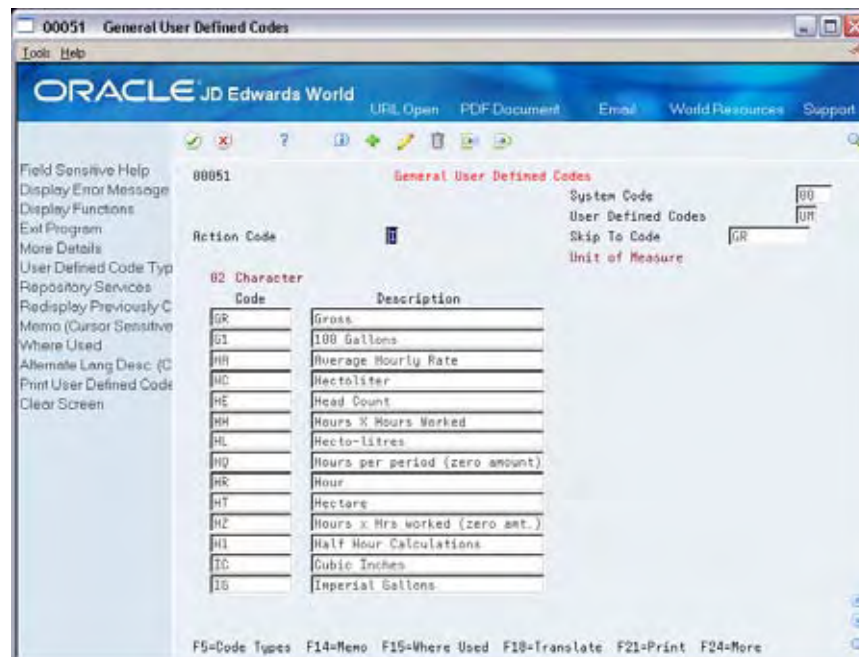 00051 General User Defined Codes
Tools Help
ORACLE JD Edwards World
URL Open PDF Document Email World Resources Support
Field Sensitive Help
Display Error Message
Display Functions
Exit Program
More Details
User Defined Code Typ
Repository Services
Redisplay Previously C
Memo (Cursor Sensitive
Where Used
Alternate Lang Desc. (C
Print User Defined Code
Clear Screen
00051 General User Defined Codes
System Code 00
User Defined Codes UM
Action Code I Skip To Code GR
Unit of Measure
02 Character
Code Description
GR Gross
G1 100 Gallons
HA Average Hourly Rate
HC Hectoliter
HE Head Count
HH Hours X Hours Worked
HL Hecto-litres
HQ Hours per period (zero amount)
HR Hour
HT Hectare
HZ Hours x Hrs worked (zero amt.)
H1 Half Hour Calculations
IC Cubic Inches
IG Imperial Gallons
F5=Code Types F14=Memo F15=Where Used F18=Translate F21=Print F24=More